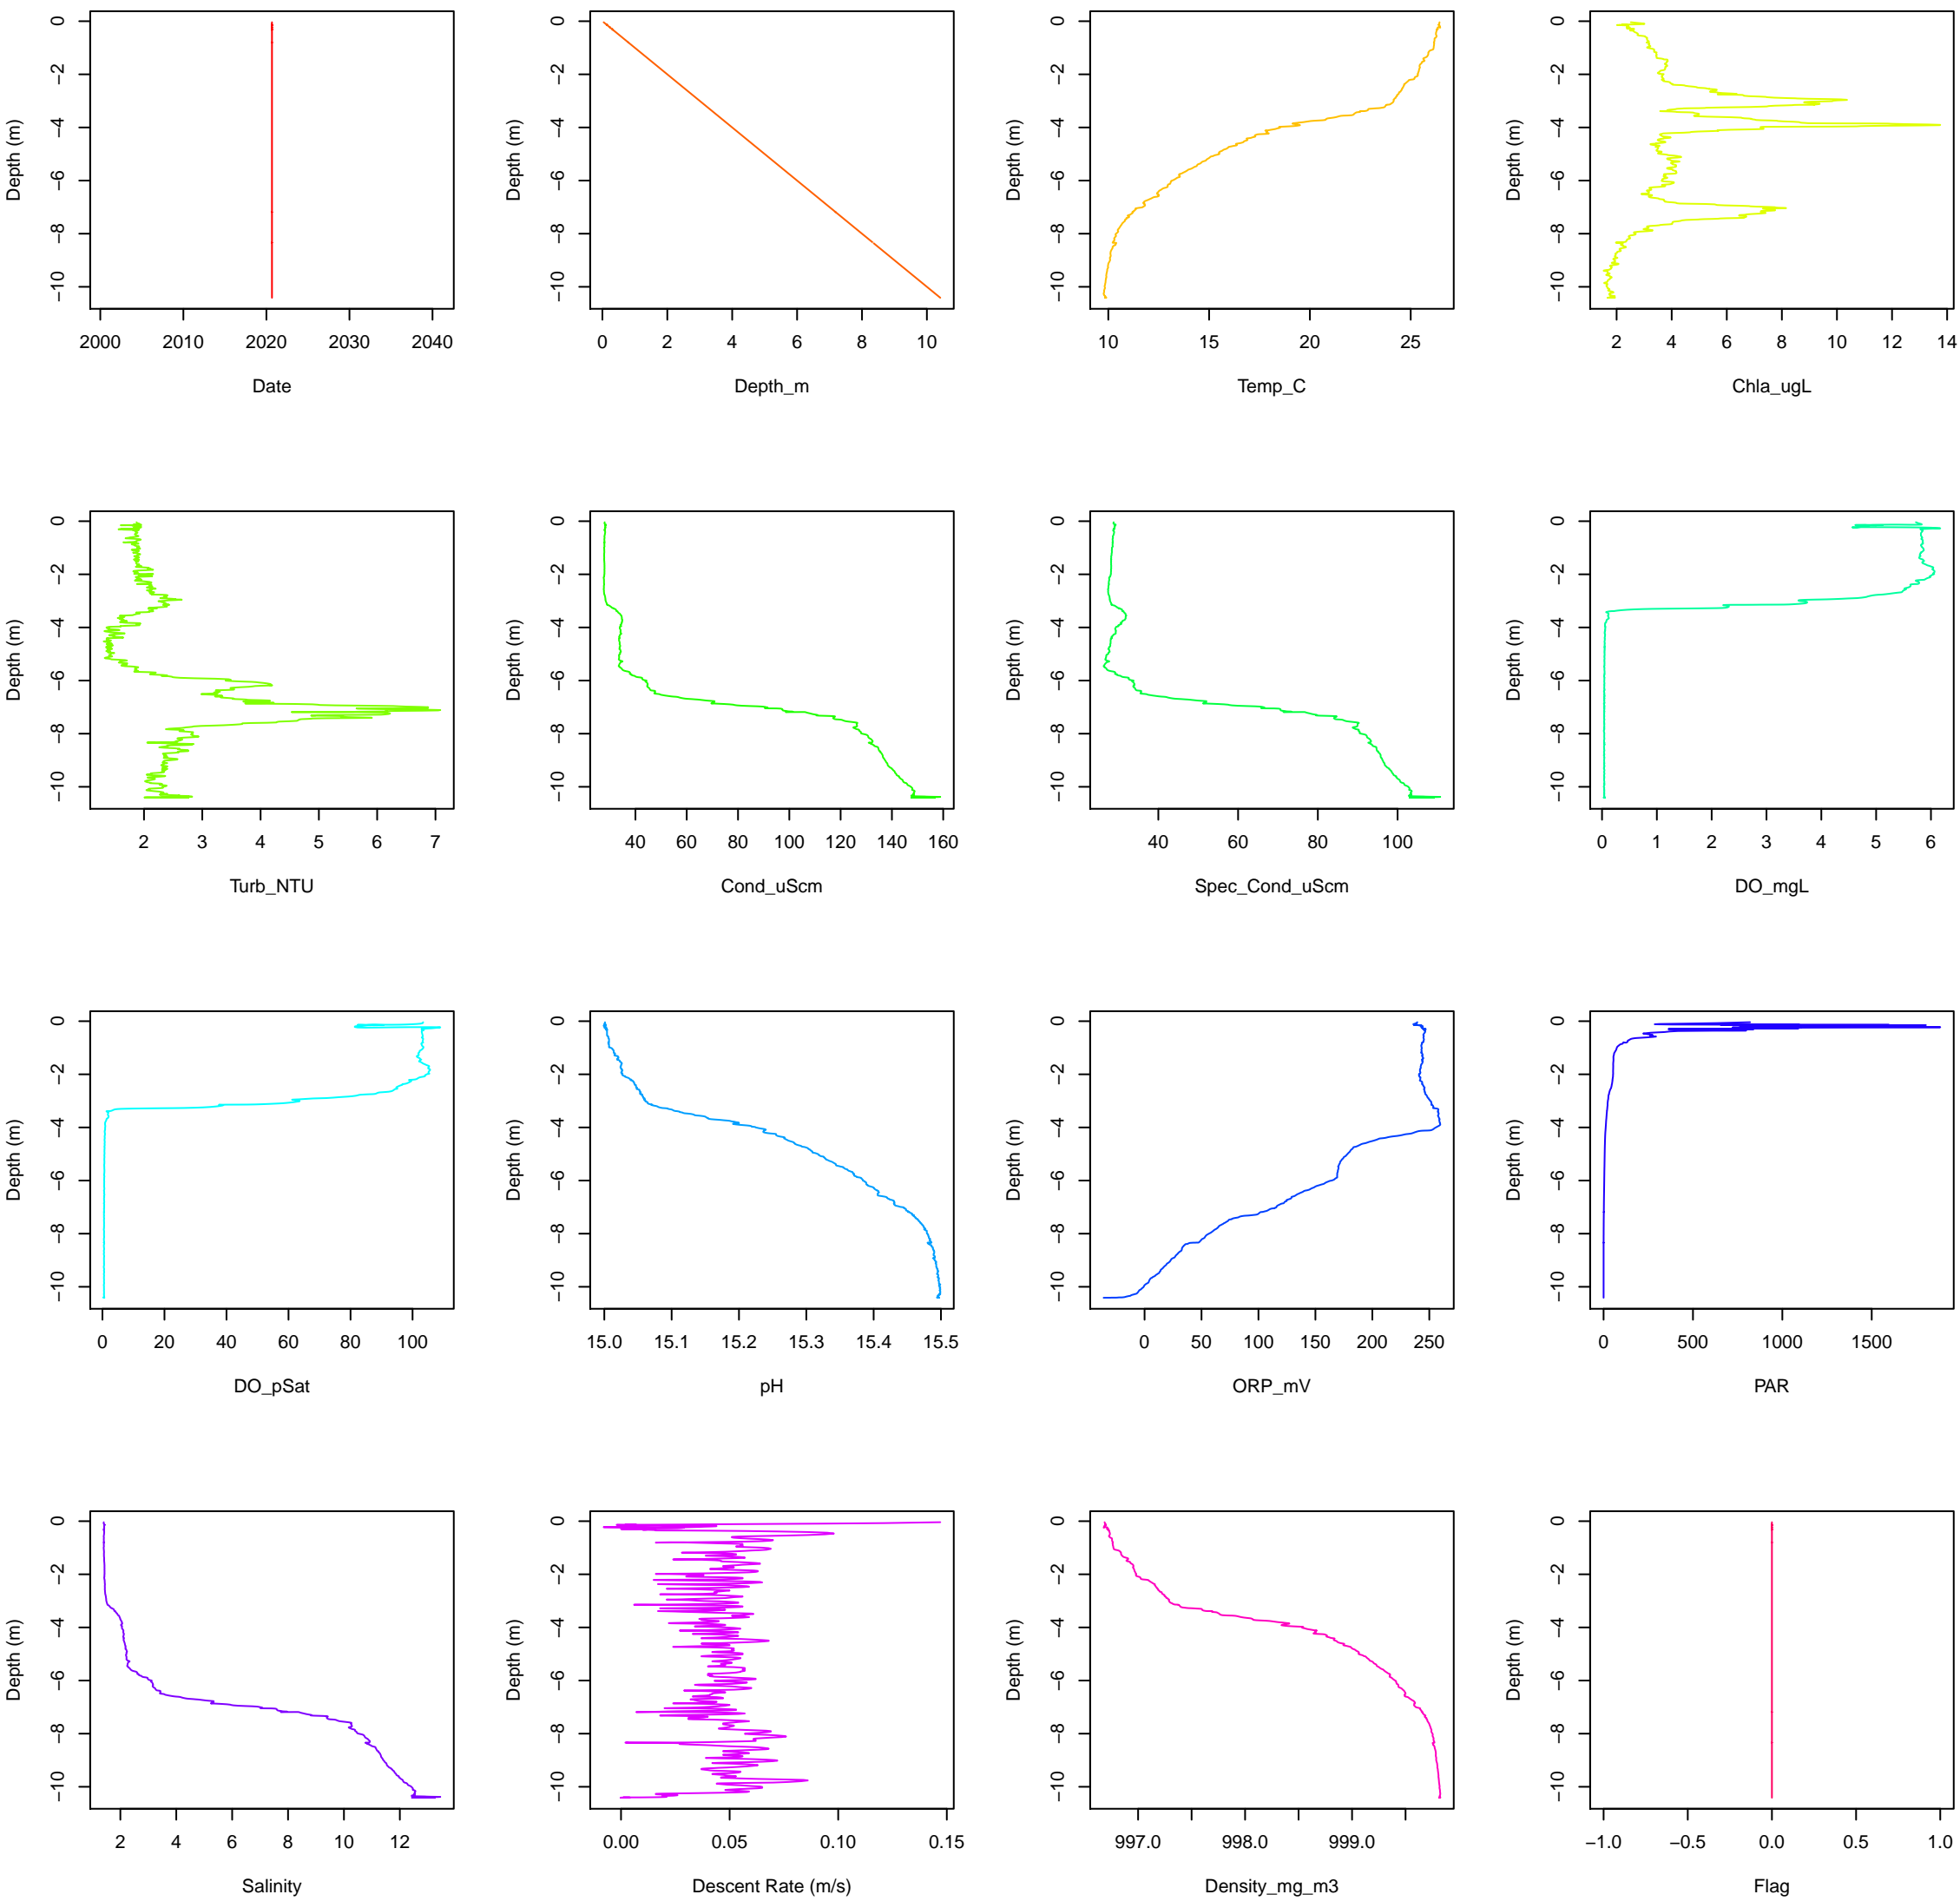 0 −2 −4 −6 −8 −10
Depth (m)
2000 2010 2020 2030 2040
Date
0 −2 −4 −6 −8 −10
Depth (m)
0 2 4 6 8 10
Depth_m
0 −2 −4 −6 −8 −10
Depth (m)
10 15 20 25
Temp_C
0 −2 −4 −6 −8 −10
Depth (m)
2 4 6 8 10 12 14
Chla_ugL
0 −2 −4 −6 −8 −10
Depth (m)
2 3 4 5 6 7
Turb_NTU
0 −2 −4 −6 −8 −10
Depth (m)
40 60 80 100 120 140 160
Cond_uScm
0 −2 −4 −6 −8 −10
Depth (m)
40 60 80 100
Spec_Cond_uScm
0 −2 −4 −6 −8 −10
Depth (m)
0 1 2 3 4 5 6
DO_mgL
0 −2 −4 −6 −8 −10
Depth (m)
0 20 40 60 80 100
DO_pSat
0 −2 −4 −6 −8 −10
Depth (m)
15.0 15.1 15.2 15.3 15.4 15.5
pH
0 −2 −4 −6 −8 −10
Depth (m)
0 50 100 150 200 250
ORP_mV
0 −2 −4 −6 −8 −10
Depth (m)
0 500 1000 1500
PAR
0 −2 −4 −6 −8 −10
Depth (m)
2 4 6 8 10 12
Salinity
0 −2 −4 −6 −8 −10
Depth (m)
0.00 0.05 0.10 0.15
Descent Rate (m/s)
0 −2 −4 −6 −8 −10
Depth (m)
997.0 998.0 999.0
Density_mg_m3
0 −2 −4 −6 −8 −10
Depth (m)
−1.0 −0.5 0.0 0.5 1.0
Flag